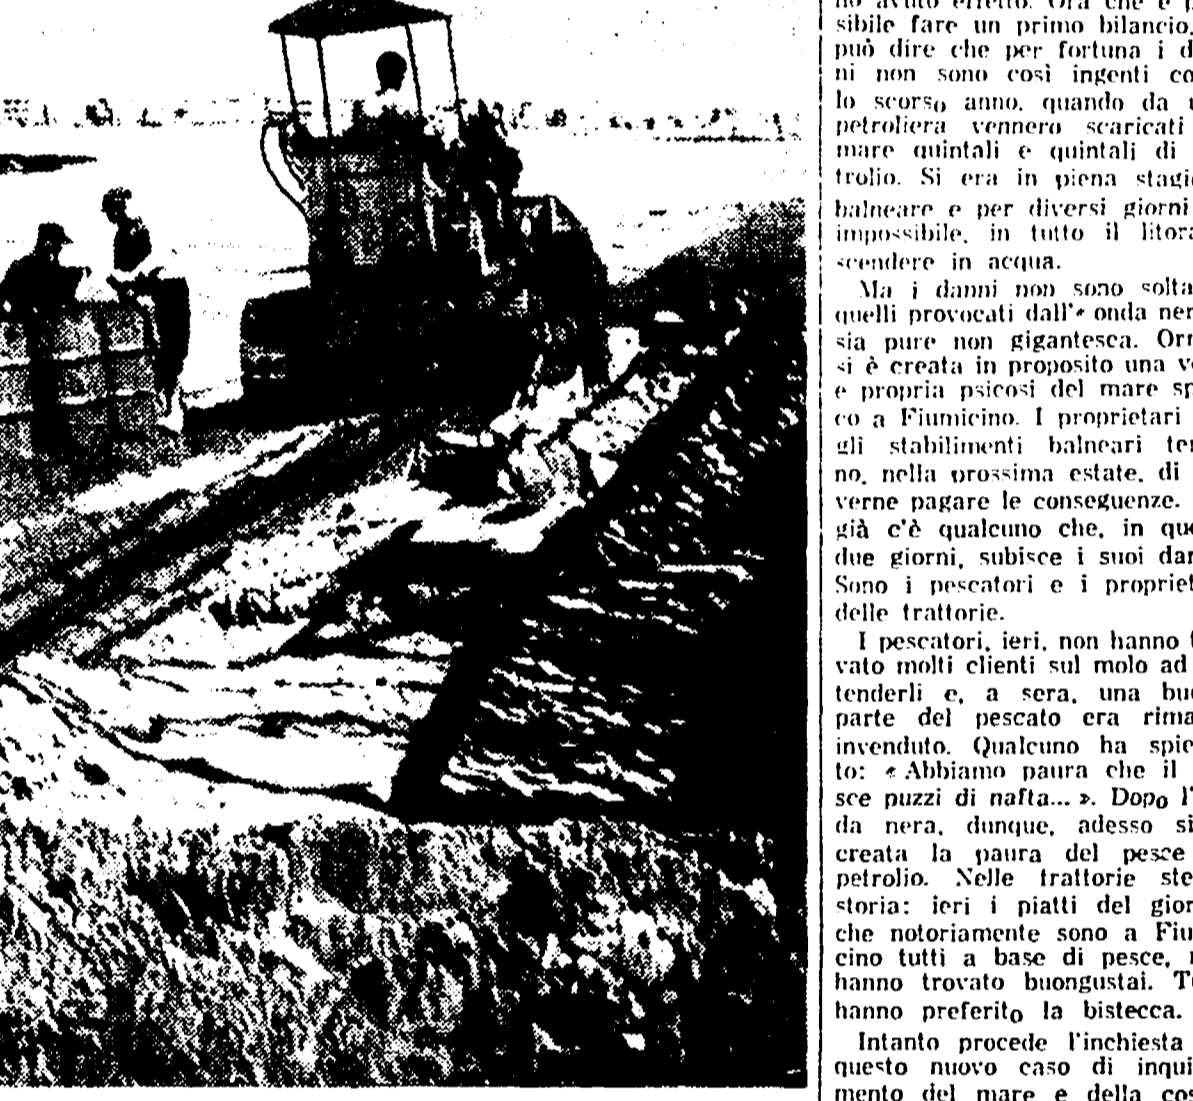 no avuto effetto. Ora che è p
sibile fare un primo bilancio,
può dire che per fortuna i d
ni non sono così ingenti co
lo scorso anno, quando da
petroliera vennero scaricati
mare quintali e quintali di
trolio. Si era in piena stagi
balneare e per diversi giorni
impossibile, in tutto il litora
scendere in acqua.
Ma i danni non sono solta
quelli provocati dall'« onda ner
sia pure non gigantesca. Orm
si è creata in proposito una ve
e propria psicosi del mare sp
co a Fiumicino. I proprietari
gli stabilimenti balneari te
no, nella prossima estate, di
verne pagare le conseguenze.
già c'è qualcuno che, in que
due giorni, subisce i suoi dan
Sono i pescatori e i propriet
delle trattorie.
I pescatori, ieri, non hanno t
vato molti clienti sul molo ad
tenderli e, a sera, una buo
parte del pescato era rima
invenduto. Qualcuno ha spie
to: « Abbiamo paura che il
sce puzzi di nafta... ». Dopo l'
da nera, dunque, adesso si
creata la paura del pesce
petrolio. Nelle trattorie ste
storia: ieri i piatti del gior
che notoriamente sono a Fiu
cino tutti a base di pesce,
hanno trovato buongustai. Tu
hanno preferito la bistecca.
Intanto procede l'inchiesta
questo nuovo caso di inqui
mento del mare e della cos